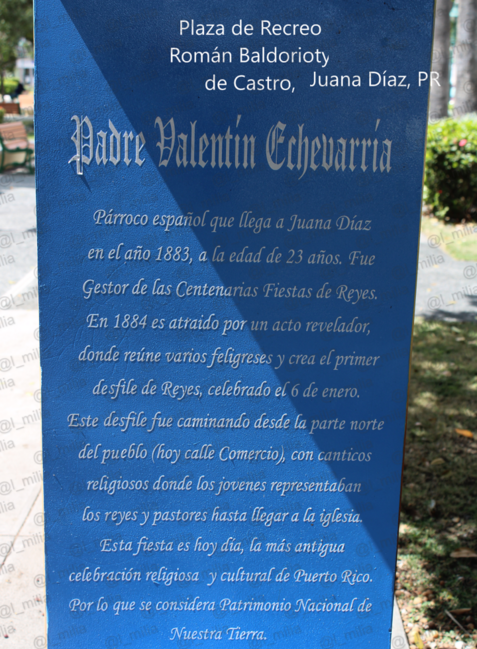 Plaza de Recreo
Román Baldorioty
de Castro, Juana Díaz, PR
Padre Valentín Echevarría
Párroco español que llega a Juana Díaz
en el año 1883, a la edad de 23 años. Fue
Gestor de las Centenarias Fiestas de Reyes.
En 1884 es atraido por un acto revelador,
donde reúne varios feligreses y crea el primer
desfile de Reyes, celebrado el 6 de enero.
Este desfile fue caminando desde la parte norte
del pueblo (hoy calle Comercio), con canticos
religiosos donde los jovenes representaban
los reyes y pastores hasta llegar a la iglesia.
Esta fiesta es hoy día, la más antigua
celebración religiosa y cultural de Puerto Rico.
Por lo que se considera Patrimonio Nacional de
Nuestra Tierra.